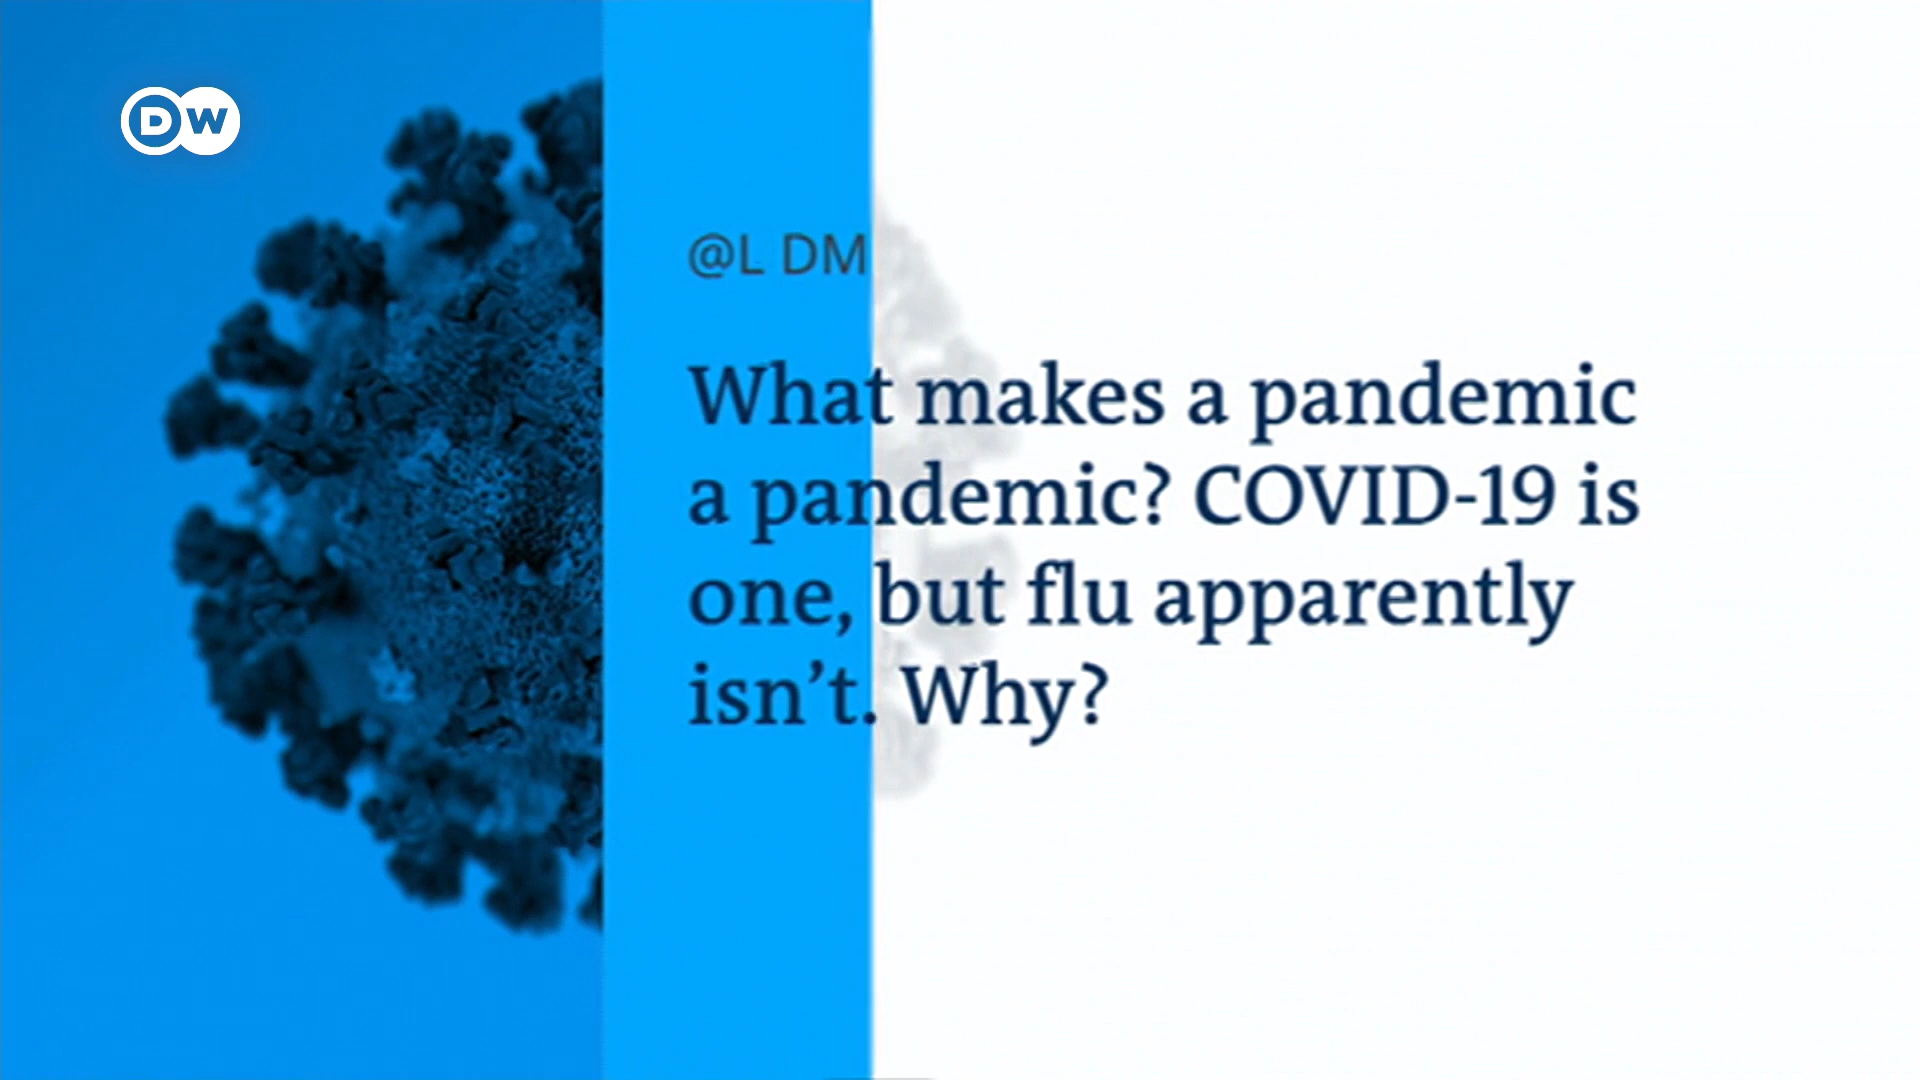 DW
@L DM
What makes a pandemic
a pandemic? COVID-19 is
one, but flu apparently
isn’t. Why?